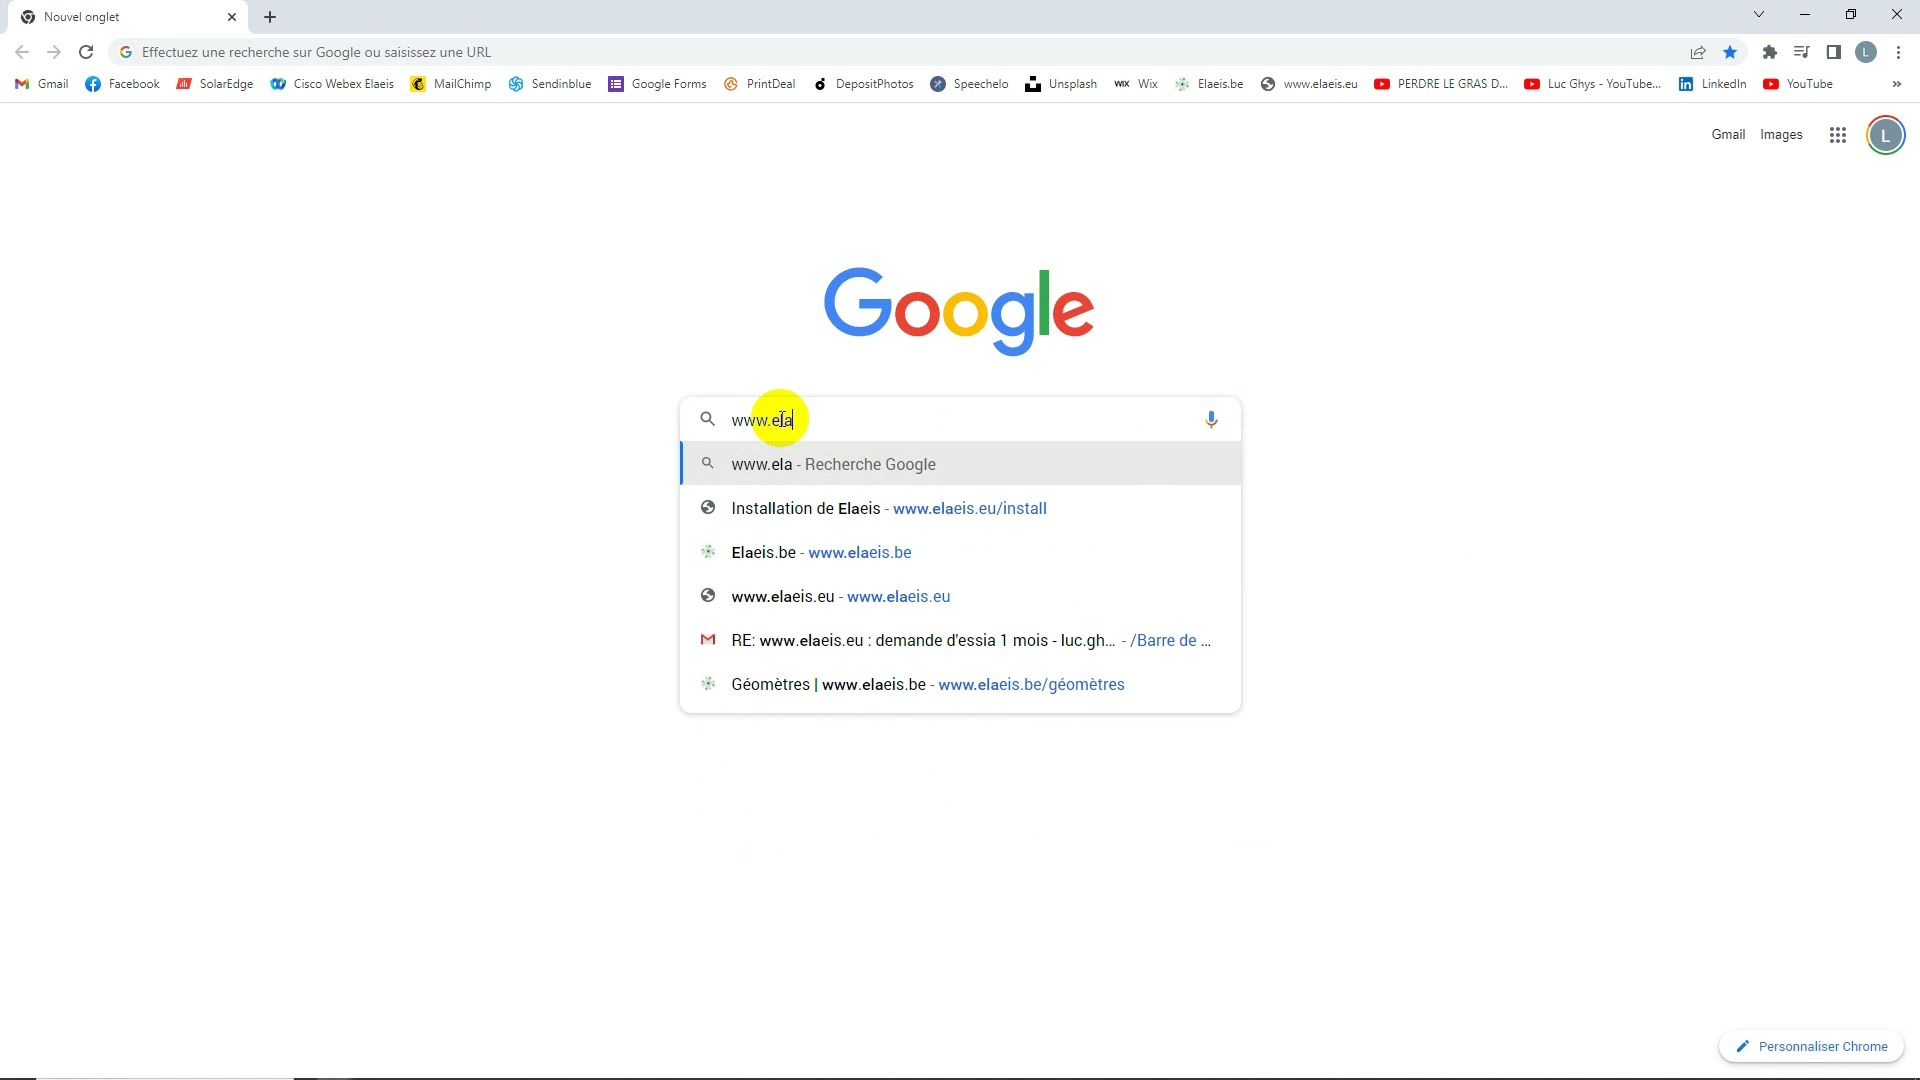 Nouvel onglet
Effectuez une recherche sur Google ou saisissez une URL
L
Gmail Facebook SolarEdge Cisco Webex Elaeis MailChimp Sendinblue Google Forms PrintDeal DepositPhotos Speechelo Unsplash WIX Wix Elaeis.be www.elaeis.eu PERDRE LE GRAS D... Luc Ghys - YouTube... in LinkedIn YouTube »
Gmail Images L
Google
www.ela
www.ela - Recherche Google
Installation de Elaeis - www.elaeis.eu/install
Elaeis.be - www.elaeis.be
www.elaeis.eu - www.elaeis.eu
RE: www.elaeis.eu : demande d'essia 1 mois - luc.gh... - /Barre de ...
Géomètres | www.elaeis.be - www.elaeis.be/géomètres
Personnaliser Chrome